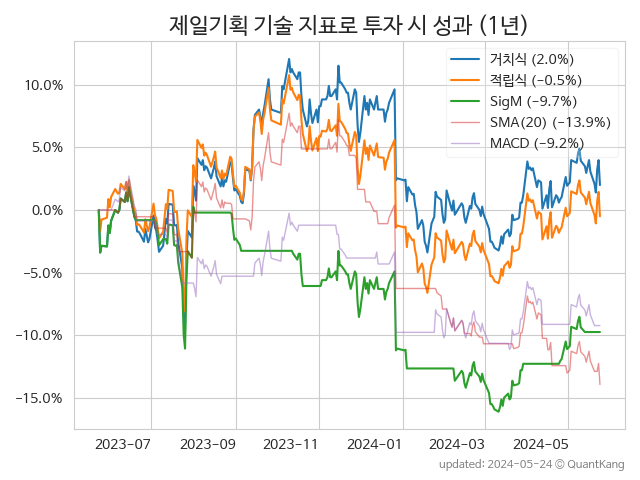 제일기획 기술 지표로 투자 시 성과 (1년)
거치식 (2.0%)
적립식 (−0.5%)
SigM (−9.7%)
SMA(20) (−13.9%)
MACD (−9.2%)
10.0%
5.0%
0.0%
−5.0%
−10.0%
−15.0%
2023-07 2023-09 2023-11 2024-01 2024-03 2024-05
updated: 2024-05-24 © QuantKang